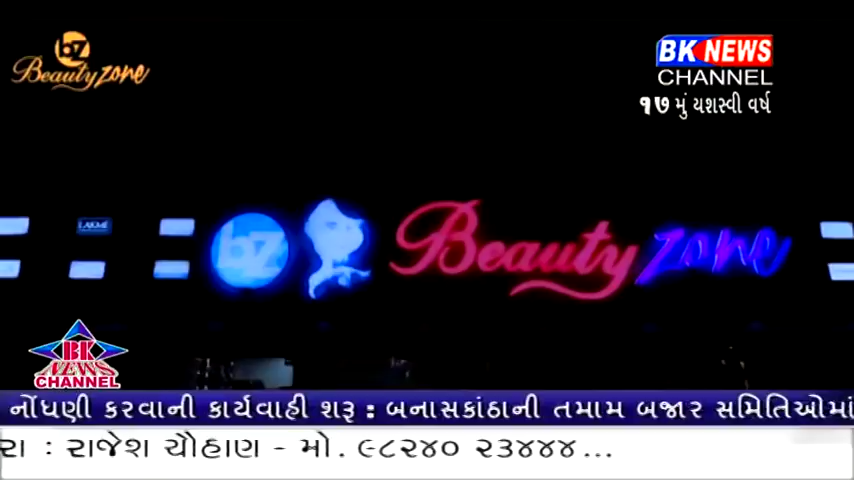 bz
Beauty zone
BK NEWS
CHANNEL
૧૭ મું યશસ્વી વર્ષ
LAKMÉ
bz
Beauty zone
BK
NEWS
CHANNEL
નોંધણી કરવાની કાર્યવાહી શરૂ : બનાસકાંઠાની તમામ બજાર સમિતિઓમાં
રા : રાજેશ ચૌહાણ - મો. ૯૮૨૪૦ ૨૩૪૪૪...